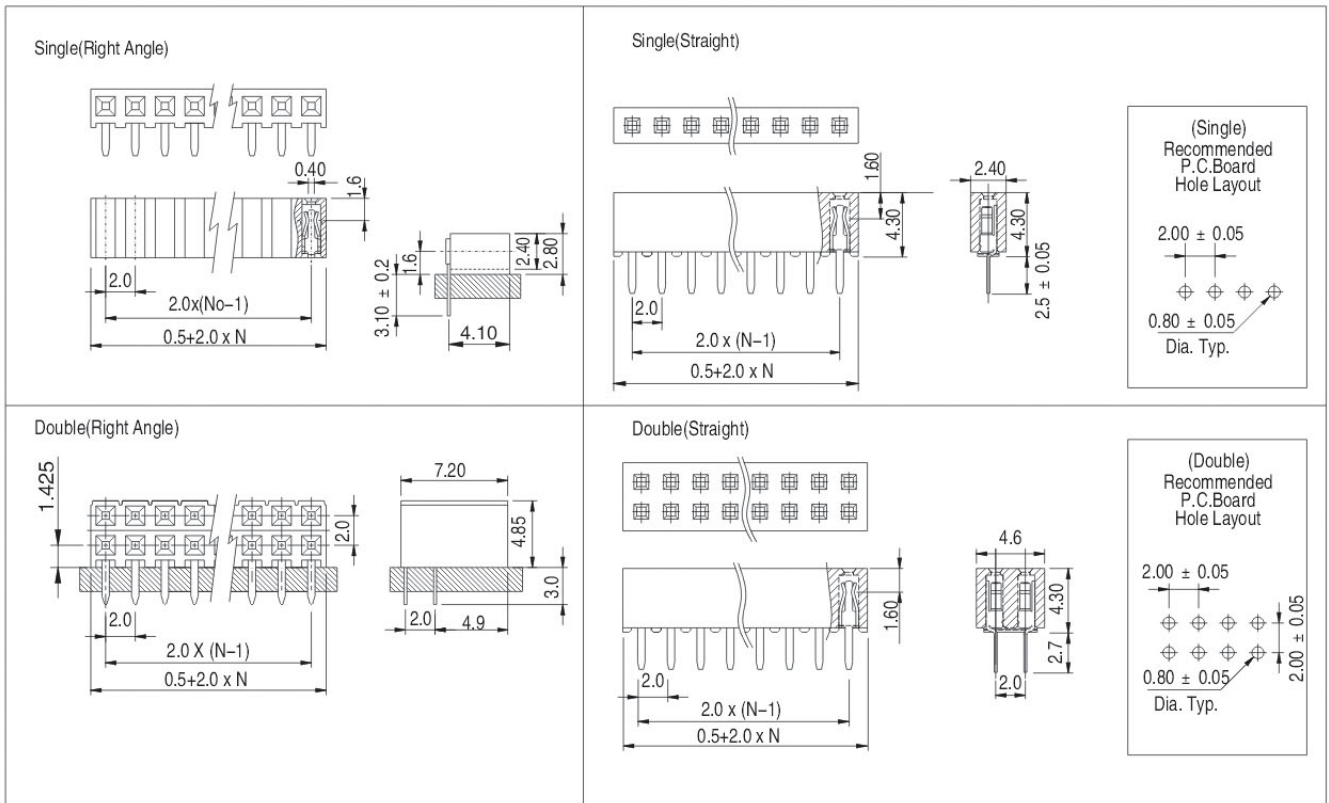 Single(Right Angle)
0.40
1.6
2.0
2.0x(No-1)
0.5+2.0 x N
1.6
3.10 ± 0.2
2.40
2.80
4.10
Single(Straight)
1.60
4.30
2.0
2.0 x (N-1)
0.5+2.0 x N
2.40
4.30
2.5 ± 0.05
(Single)
Recommended
P.C.Board
Hole Layout
2.00 ± 0.05
0.80 ± 0.05
Dia. Typ.
Double(Right Angle)
1.425
2.0
2.0
2.0 X (N-1)
0.5+2.0 x N
7.20
4.85
3.0
2.0
4.9
Double(Straight)
1.60
2.0
2.0 x (N-1)
0.5+2.0 x N
4.6
4.30
2.7
2.0
(Double)
Recommended
P.C.Board
Hole Layout
2.00 ± 0.05
2.00 ± 0.05
0.80 ± 0.05
Dia. Typ.